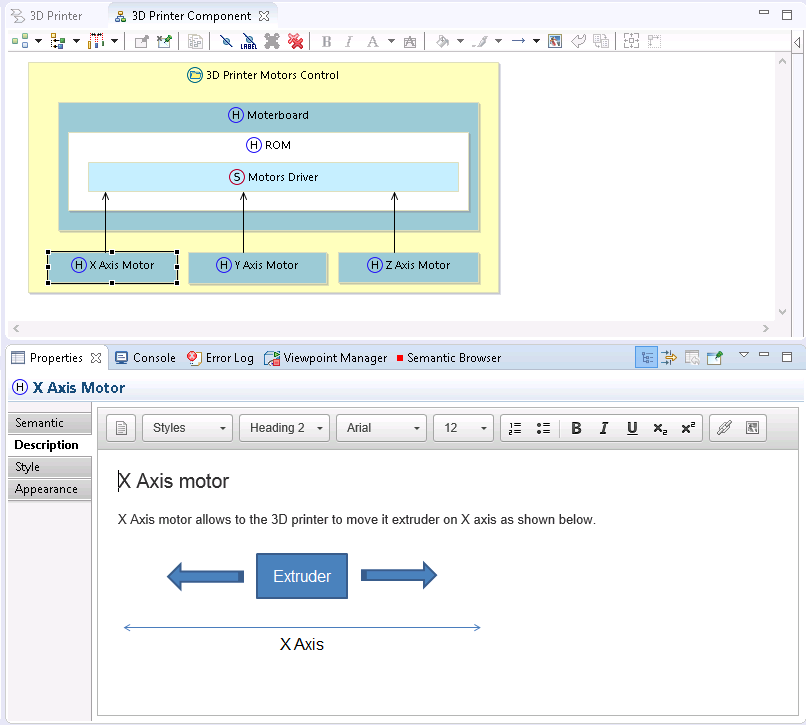 3D Printer 3D Printer Component
LABEL B I A A
3D Printer Motors Control
H Moterboard
H ROM
S Motors Driver
H X Axis Motor H Y Axis Motor H Z Axis Motor
Properties Console Error Log Viewpoint Manager Semantic Browser
H X Axis Motor
Semantic
Description
Style
Appearance
Styles Heading 2 Arial 12 B I U x₂ x²
X Axis motor
X Axis motor allows to the 3D printer to move it extruder on X axis as shown below.
Extruder
X Axis